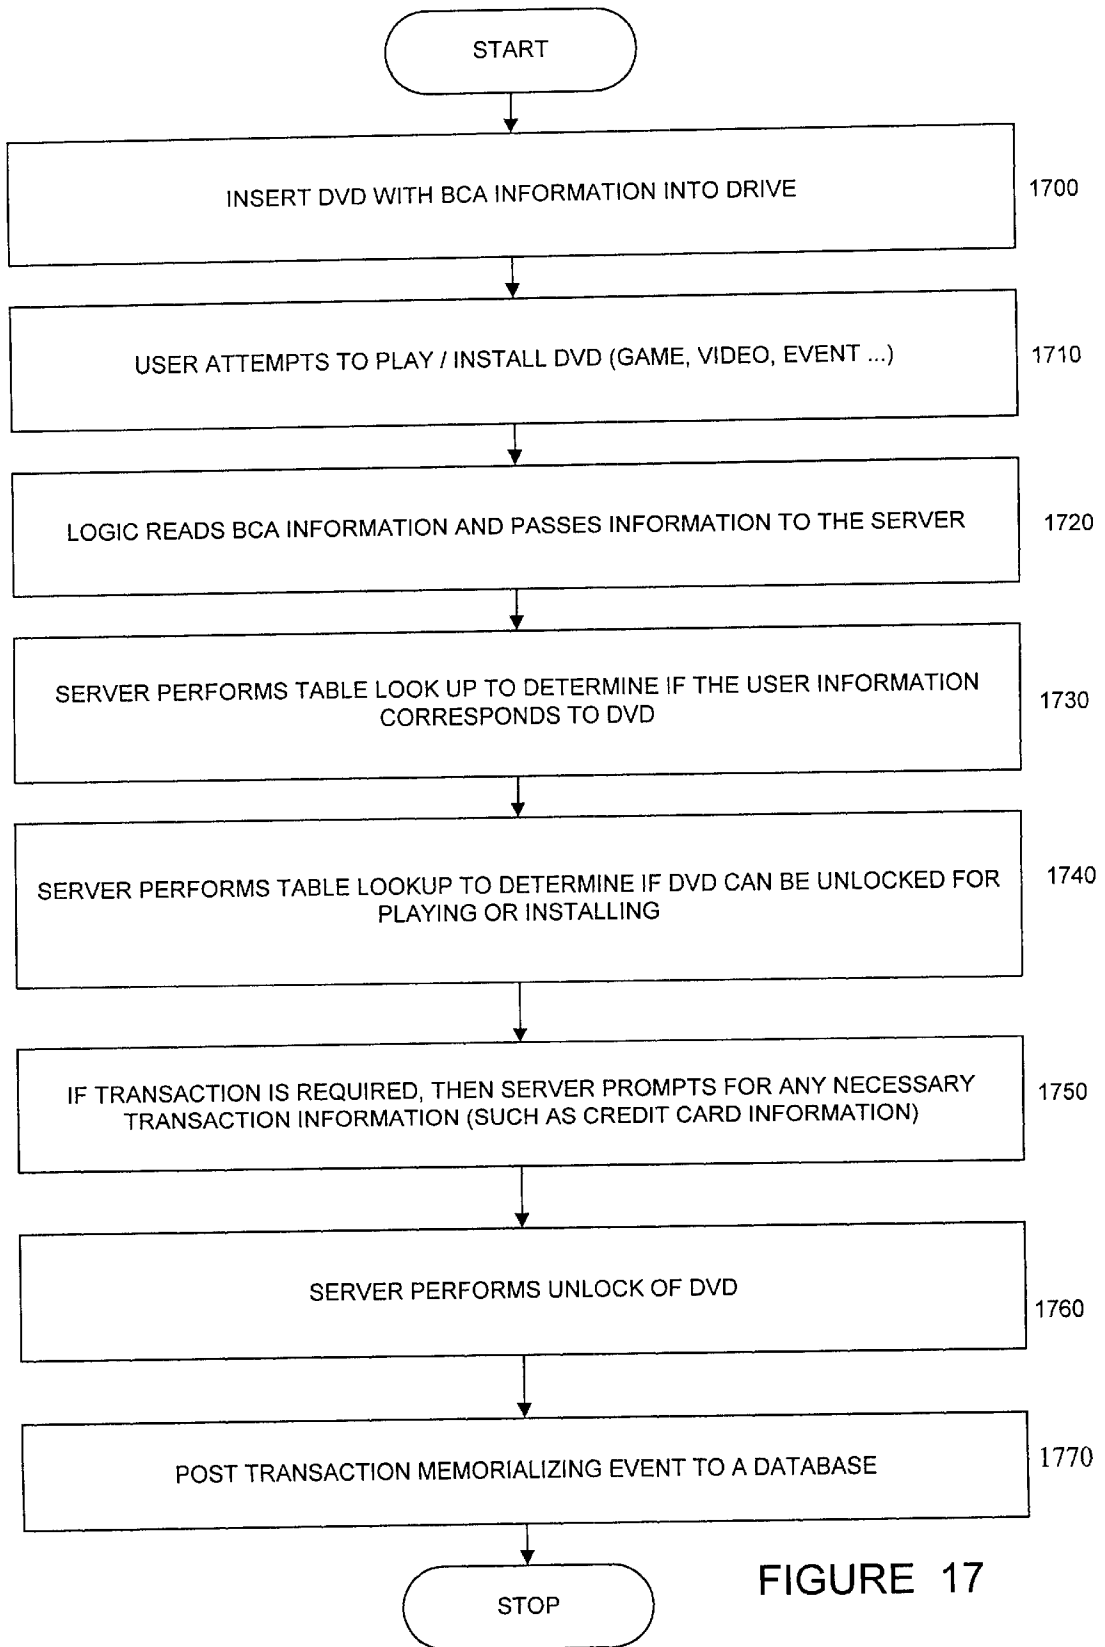 START
INSERT DVD WITH BCA INFORMATION INTO DRIVE
1700
USER ATTEMPTS TO PLAY / INSTALL DVD (GAME, VIDEO, EVENT ...)
1710
LOGIC READS BCA INFORMATION AND PASSES INFORMATION TO THE SERVER
1720
SERVER PERFORMS TABLE LOOK UP TO DETERMINE IF THE USER INFORMATION
CORRESPONDS TO DVD
1730
SERVER PERFORMS TABLE LOOKUP TO DETERMINE IF DVD CAN BE UNLOCKED FOR
PLAYING OR INSTALLING
1740
IF TRANSACTION IS REQUIRED, THEN SERVER PROMPTS FOR ANY NECESSARY
TRANSACTION INFORMATION (SUCH AS CREDIT CARD INFORMATION)
1750
SERVER PERFORMS UNLOCK OF DVD
1760
POST TRANSACTION MEMORIALIZING EVENT TO A DATABASE
1770
STOP
FIGURE 17